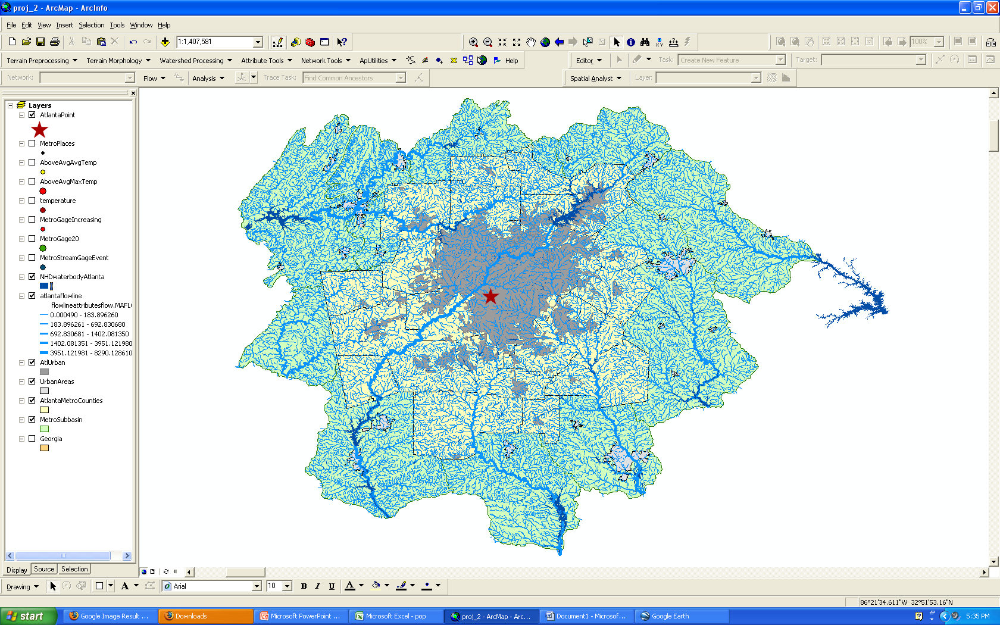 proj_2 - ArcMap - ArcInfo
File Edit View Insert Selection Tools Window Help
1:1,407,581
100%
Terrain Preprocessing Terrain Morphology Watershed Processing Attribute Tools Network Tools ApUtilities Help
Editor Task: Create New Feature Target:
Network: Flow Analysis Trace Task: Find Common Ancestors
Spatial Analyst Layer:
Layers
AtlantaPoint
MetroPlaces
AboveAvgAvgTemp
AboveAvgMaxTemp
temperature
MetroGageIncreasing
MetroGage20
MetroStreamGageEvent
NHDwaterbodyAtlanta
atlantaflowline
flowlineattributesflow.MAFL
0.000490 - 183.896260
183.896261 - 692.830680
692.830681 - 1402.081350
1402.081351 - 3951.121980
3951.121981 - 8290.128610
AtlUrban
UrbanAreas
AtlantaMetroCounties
MetroSubbasin
Georgia
Display Source Selection
Drawing A Arial 10 B I U A
86°21'34.611"W 32°51'53.16"N
start Google Image Result ... Downloads Microsoft PowerPoint ... Microsoft Excel - pop proj_2 - ArcMap - Arc... Document1 - Microsof... Google Earth 5:35 PM